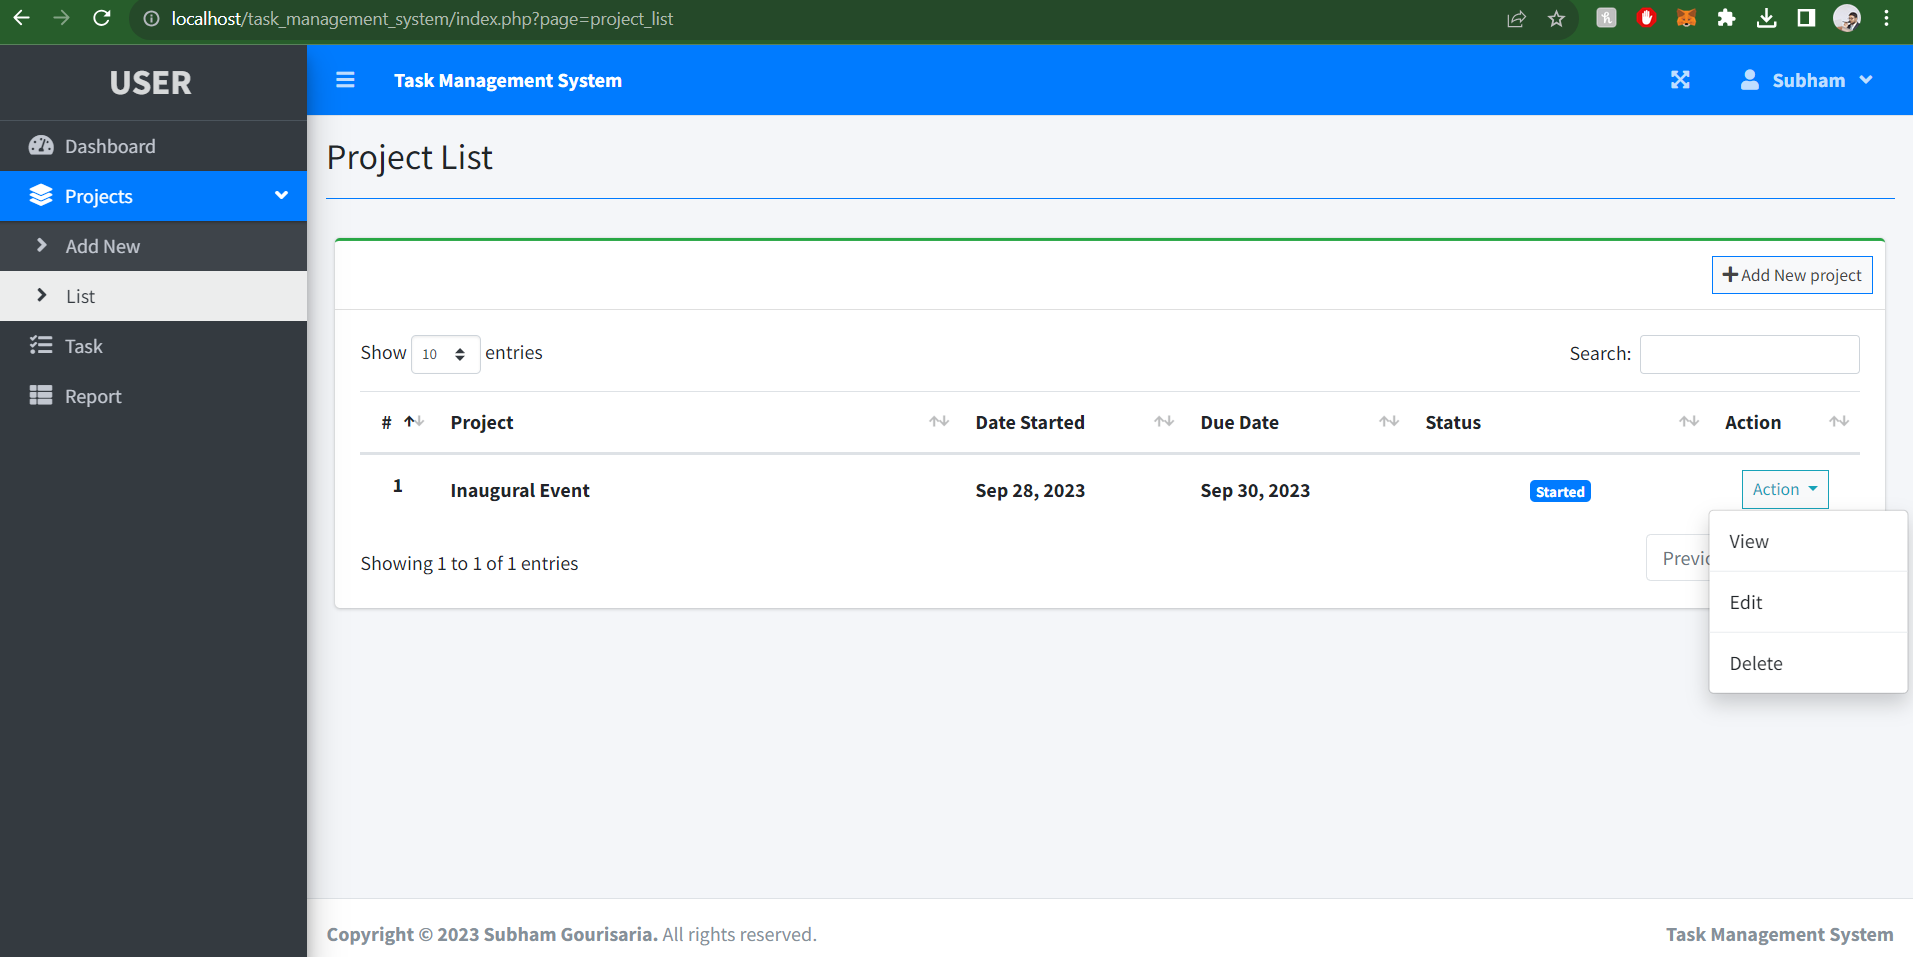 localhost/task_management_system/index.php?page=project_list
USER
Task Management System
Subham
Dashboard
Projects
Add New
List
Task
Report
Project List
Add New project
Show 10 entries
Search:
# Project Date Started Due Date Status Action
1 Inaugural Event Sep 28, 2023 Sep 30, 2023 Started Action
View
Edit
Delete
Showing 1 to 1 of 1 entries
Previ
Copyright © 2023 Subham Gourisaria. All rights reserved.
Task Management System